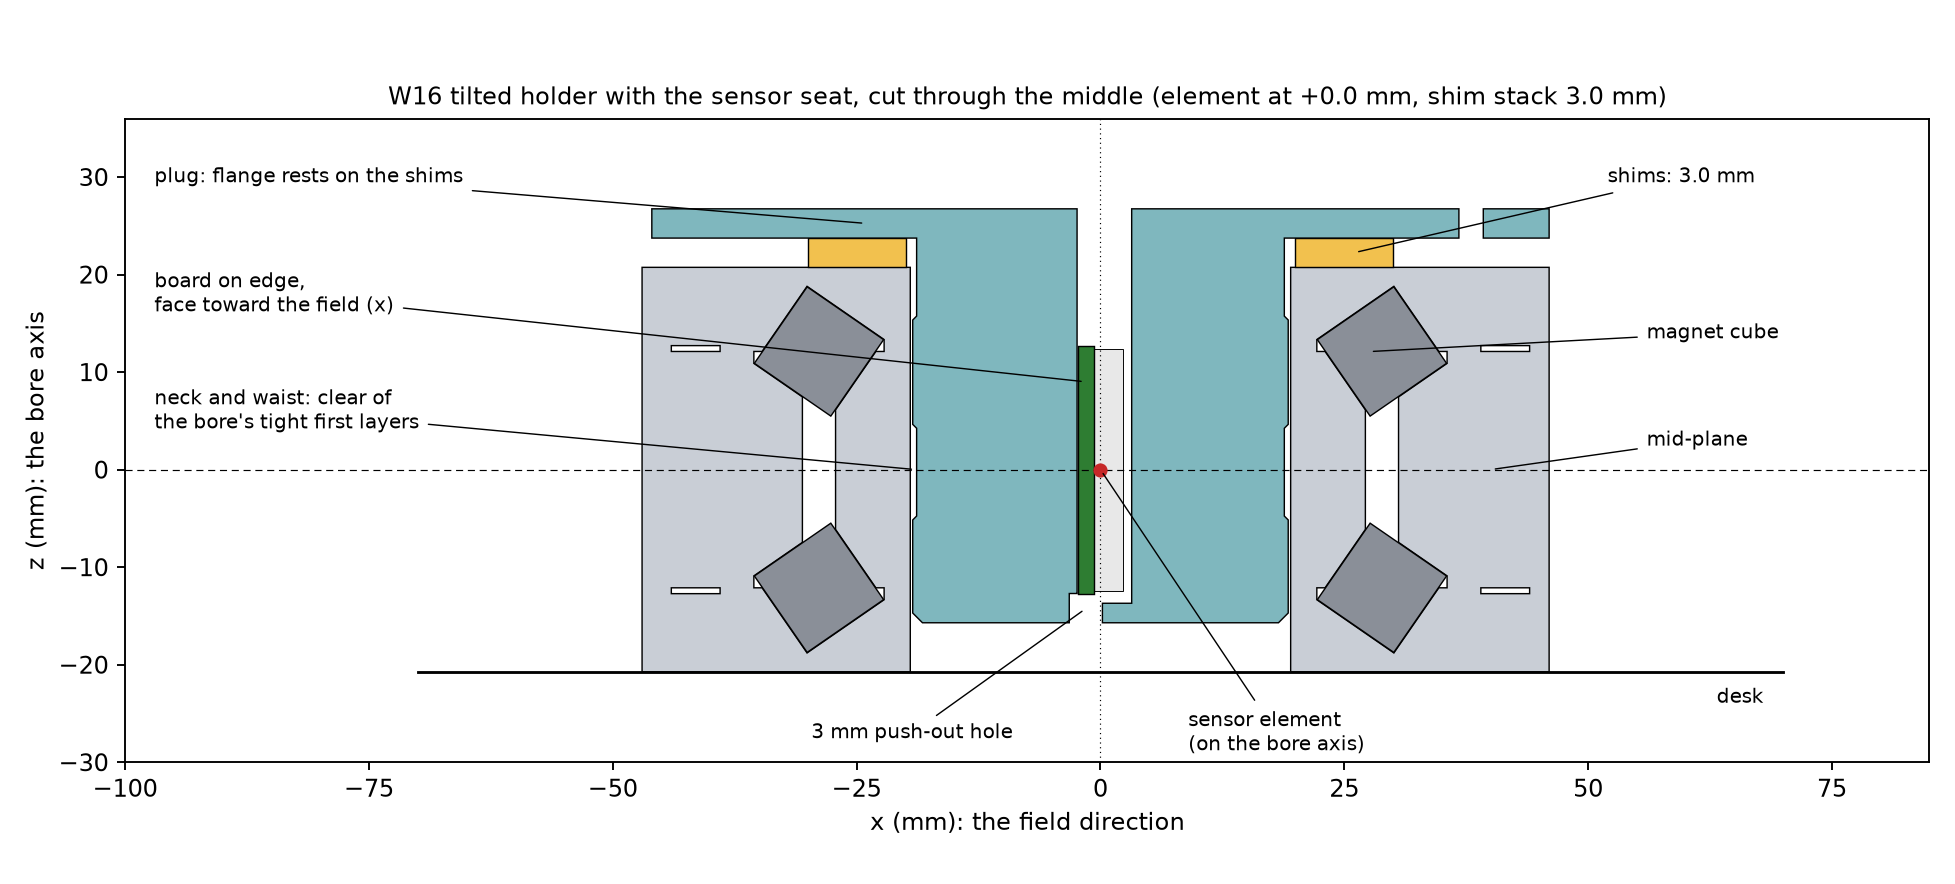 W16 tilted holder with the sensor seat, cut through the middle (element at +0.0 mm, shim stack 3.0 mm)
plug: flange rests on the shims
shims: 3.0 mm
board on edge,
face toward the field (x)
magnet cube
neck and waist: clear of
the bore's tight first layers
mid-plane
desk
3 mm push-out hole
sensor element
(on the bore axis)
z (mm): the bore axis
30
20
10
0
−10
−20
−30
−100
−75
−50
−25
0
25
50
75
x (mm): the field direction